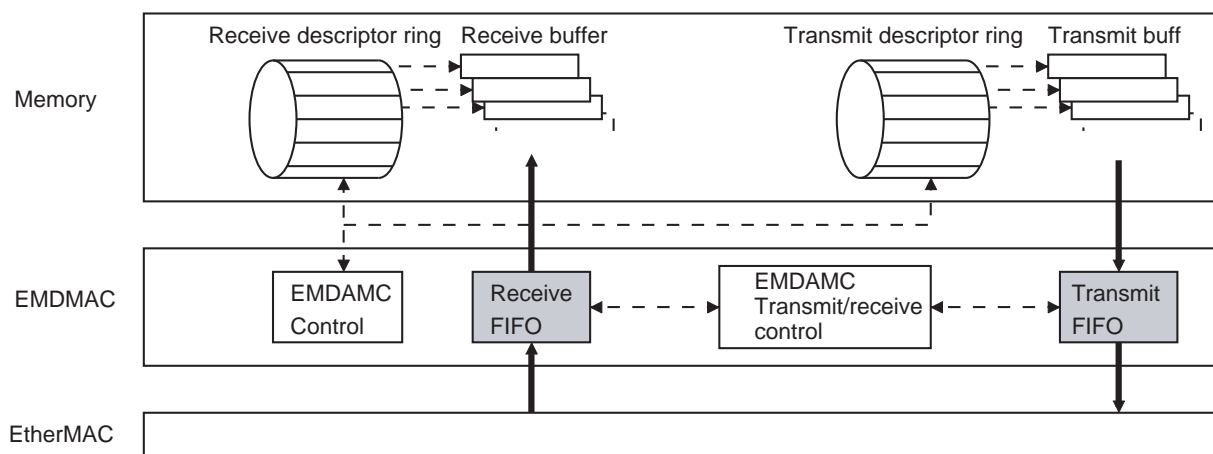 Receive descriptor ring
Receive buffer
Transmit descriptor ring
Transmit buff
Memory
EMDMAC
EMDAMC
Control
Receive
FIFO
EMDAMC
Transmit/receive
control
Transmit
FIFO
EtherMAC